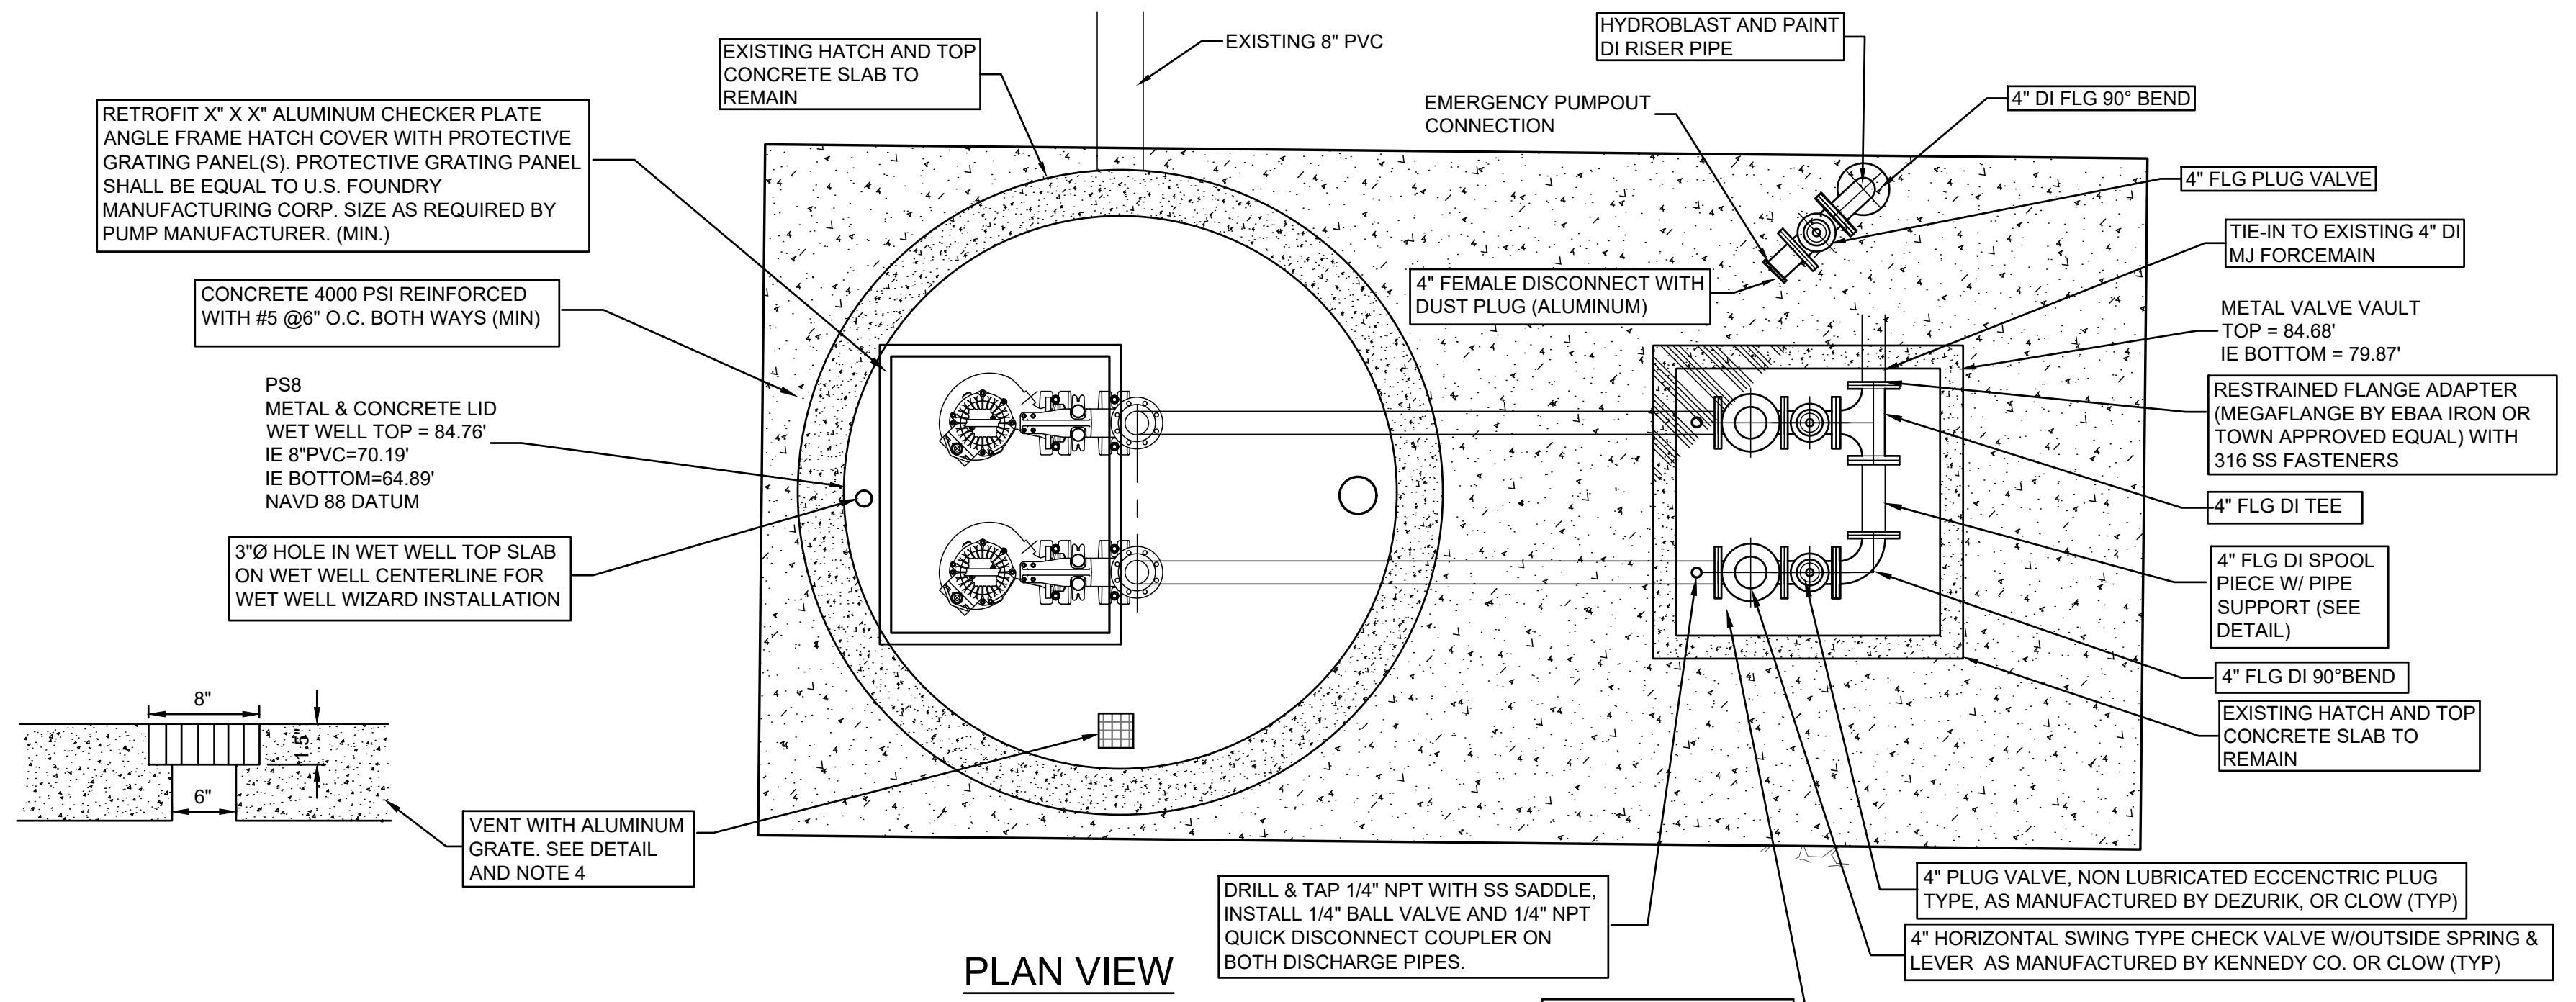 EXISTING HATCH AND TOP
CONCRETE SLAB TO
REMAIN
EXISTING 8" PVC
HYDROBLAST AND PAINT
DI RISER PIPE
EMERGENCY PUMPOUT
CONNECTION
4" DI FLG 90° BEND
RETROFIT X" X X" ALUMINUM CHECKER PLATE
ANGLE FRAME HATCH COVER WITH PROTECTIVE
GRATING PANEL(S). PROTECTIVE GRATING PANEL
SHALL BE EQUAL TO U.S. FOUNDRY
MANUFACTURING CORP. SIZE AS REQUIRED BY
PUMP MANUFACTURER. (MIN.)
4" FLG PLUG VALVE
TIE-IN TO EXISTING 4" DI
MJ FORCEMAIN
4" FEMALE DISCONNECT WITH
DUST PLUG (ALUMINUM)
CONCRETE 4000 PSI REINFORCED
WITH #5 @6" O.C. BOTH WAYS (MIN)
METAL VALVE VAULT
TOP = 84.68'
IE BOTTOM = 79.87'
PS8
METAL & CONCRETE LID
WET WELL TOP = 84.76'
IE 8"PVC=70.19'
IE BOTTOM=64.89'
NAVD 88 DATUM
RESTRAINED FLANGE ADAPTER
(MEGAFLANGE BY EBAA IRON OR
TOWN APPROVED EQUAL) WITH
316 SS FASTENERS
4" FLG DI TEE
3"Ø HOLE IN WET WELL TOP SLAB
ON WET WELL CENTERLINE FOR
WET WELL WIZARD INSTALLATION
4" FLG DI SPOOL
PIECE W/ PIPE
SUPPORT (SEE
DETAIL)
4" FLG DI 90°BEND
EXISTING HATCH AND TOP
CONCRETE SLAB TO
REMAIN
8"
1.5"
6"
VENT WITH ALUMINUM
GRATE. SEE DETAIL
AND NOTE 4
DRILL & TAP 1/4" NPT WITH SS SADDLE,
INSTALL 1/4" BALL VALVE AND 1/4" NPT
QUICK DISCONNECT COUPLER ON
BOTH DISCHARGE PIPES.
4" PLUG VALVE, NON LUBRICATED ECCENCTRIC PLUG
TYPE, AS MANUFACTURED BY DEZURIK, OR CLOW (TYP)
4" HORIZONTAL SWING TYPE CHECK VALVE W/OUTSIDE SPRING &
LEVER AS MANUFACTURED BY KENNEDY CO. OR CLOW (TYP)
PLAN VIEW